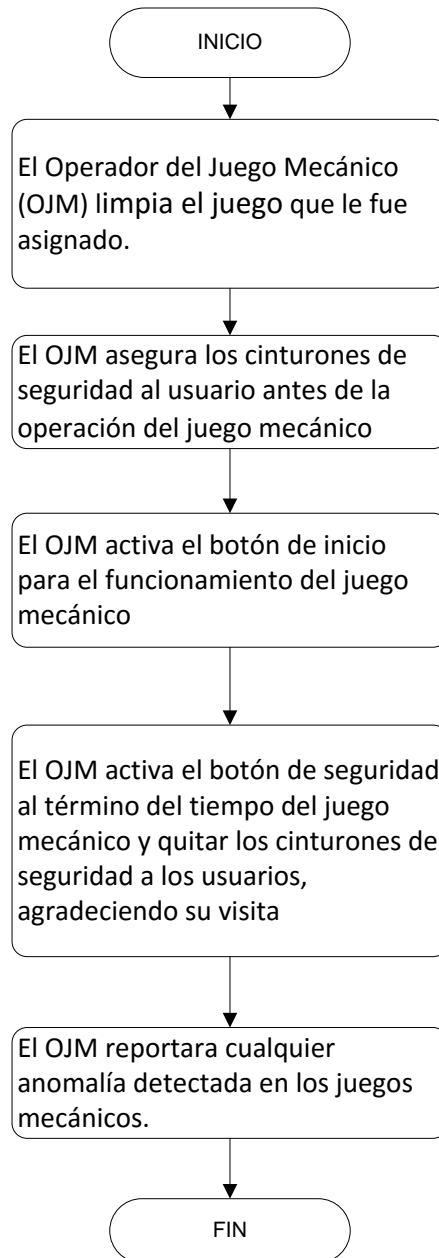 INICIO
El Operador del Juego Mecánico
(OJM) limpia el juego que le fue
asignado.
El OJM asegura los cinturones de
seguridad al usuario antes de la
operación del juego mecánico
El OJM activa el botón de inicio
para el funcionamiento del juego
mecánico
El OJM activa el botón de seguridad
al término del tiempo del juego
mecánico y quitar los cinturones de
seguridad a los usuarios,
agradeciendo su visita
El OJM reportara cualquier
anomalía detectada en los juegos
mecánicos.
FIN